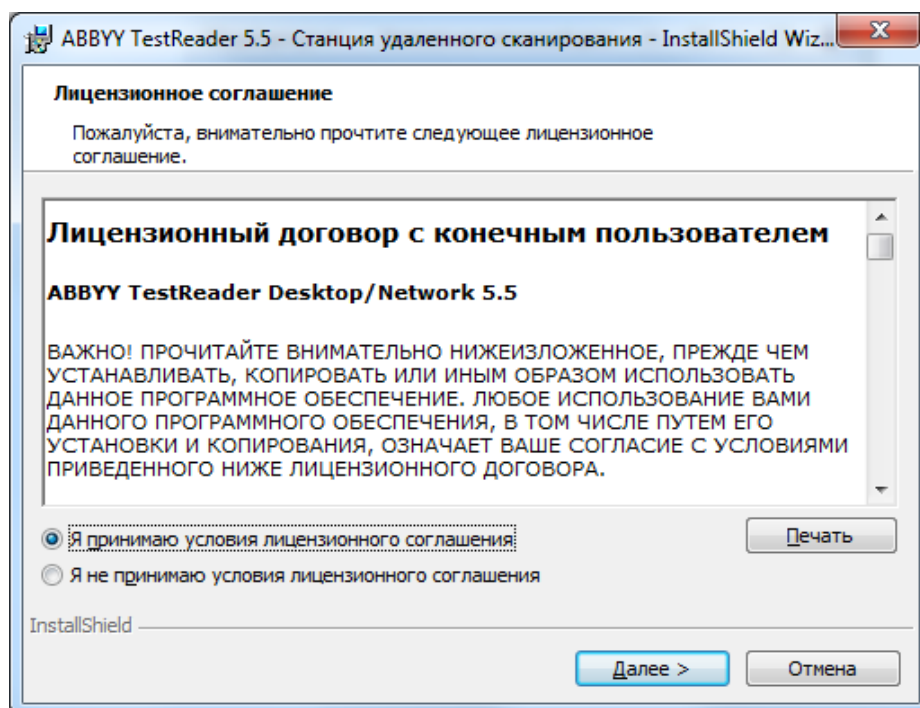 ABBYY TestReader 5.5 - Станция удаленного сканирования - InstallShield Wiz...
Лицензионное соглашение
Пожалуйста, внимательно прочтите следующее лицензионное
соглашение.
Лицензионный договор с конечным пользователем
ABBYY TestReader Desktop/Network 5.5
ВАЖНО! ПРОЧИТАЙТЕ ВНИМАТЕЛЬНО НИЖЕИЗЛОЖЕННОЕ, ПРЕЖДЕ ЧЕМ
УСТАНАВЛИВАТЬ, КОПИРОВАТЬ ИЛИ ИНЫМ ОБРАЗОМ ИСПОЛЬЗОВАТЬ
ДАННОЕ ПРОГРАММНОЕ ОБЕСПЕЧЕНИЕ. ЛЮБОЕ ИСПОЛЬЗОВАНИЕ ВАМИ
ДАННОГО ПРОГРАММНОГО ОБЕСПЕЧЕНИЯ, В ТОМ ЧИСЛЕ ПУТЕМ ЕГО
УСТАНОВКИ И КОПИРОВАНИЯ, ОЗНАЧАЕТ ВАШЕ СОГЛАСИЕ С УСЛОВИЯМИ
ПРИВЕДЕННОГО НИЖЕ ЛИЦЕНЗИОННОГО ДОГОВОРА.
Я принимаю условия лицензионного соглашения
Печать
Я не принимаю условия лицензионного соглашения
InstallShield
Далее >
Отмена